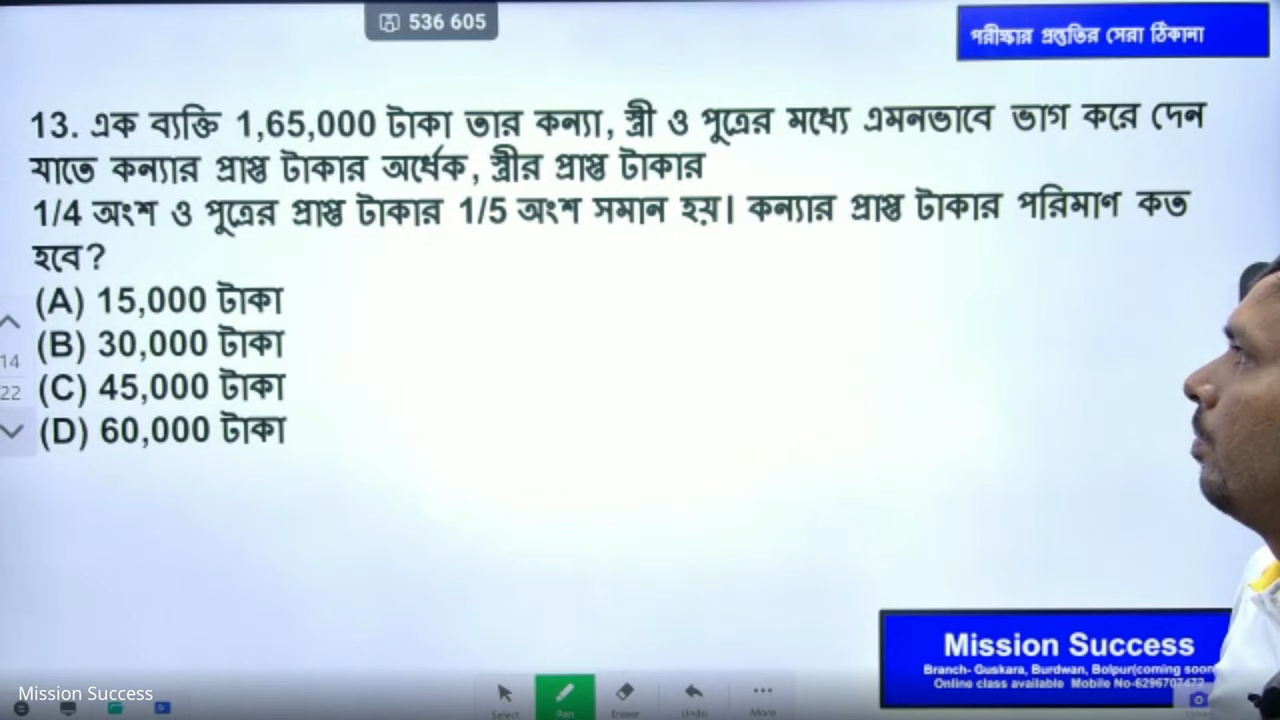 536 605
পরীক্ষার প্রস্তুতির সেরা ঠিকানা
13. এক ব্যক্তি 1,65,000 টাকা তার কন্যা, স্ত্রী ও পুত্রের মধ্যে এমনভাবে ভাগ করে দেন
যাতে কন্যার প্রাপ্ত টাকার অর্ধেক, স্ত্রীর প্রাপ্ত টাকার
1/4 অংশ ও পুত্রের প্রাপ্ত টাকার 1/5 অংশ সমান হয়। কন্যার প্রাপ্ত টাকার পরিমাণ কত
হবে?
(A) 15,000 টাকা
(B) 30,000 টাকা
14
22
(C) 45,000 টাকা
(D) 60,000 টাকা
Mission Success
Branch- Guskara, Burdwan, Bolpur(coming soon
Online class available Mobile No-
Mission Success
Select
Pen
Eraser
Undo
More